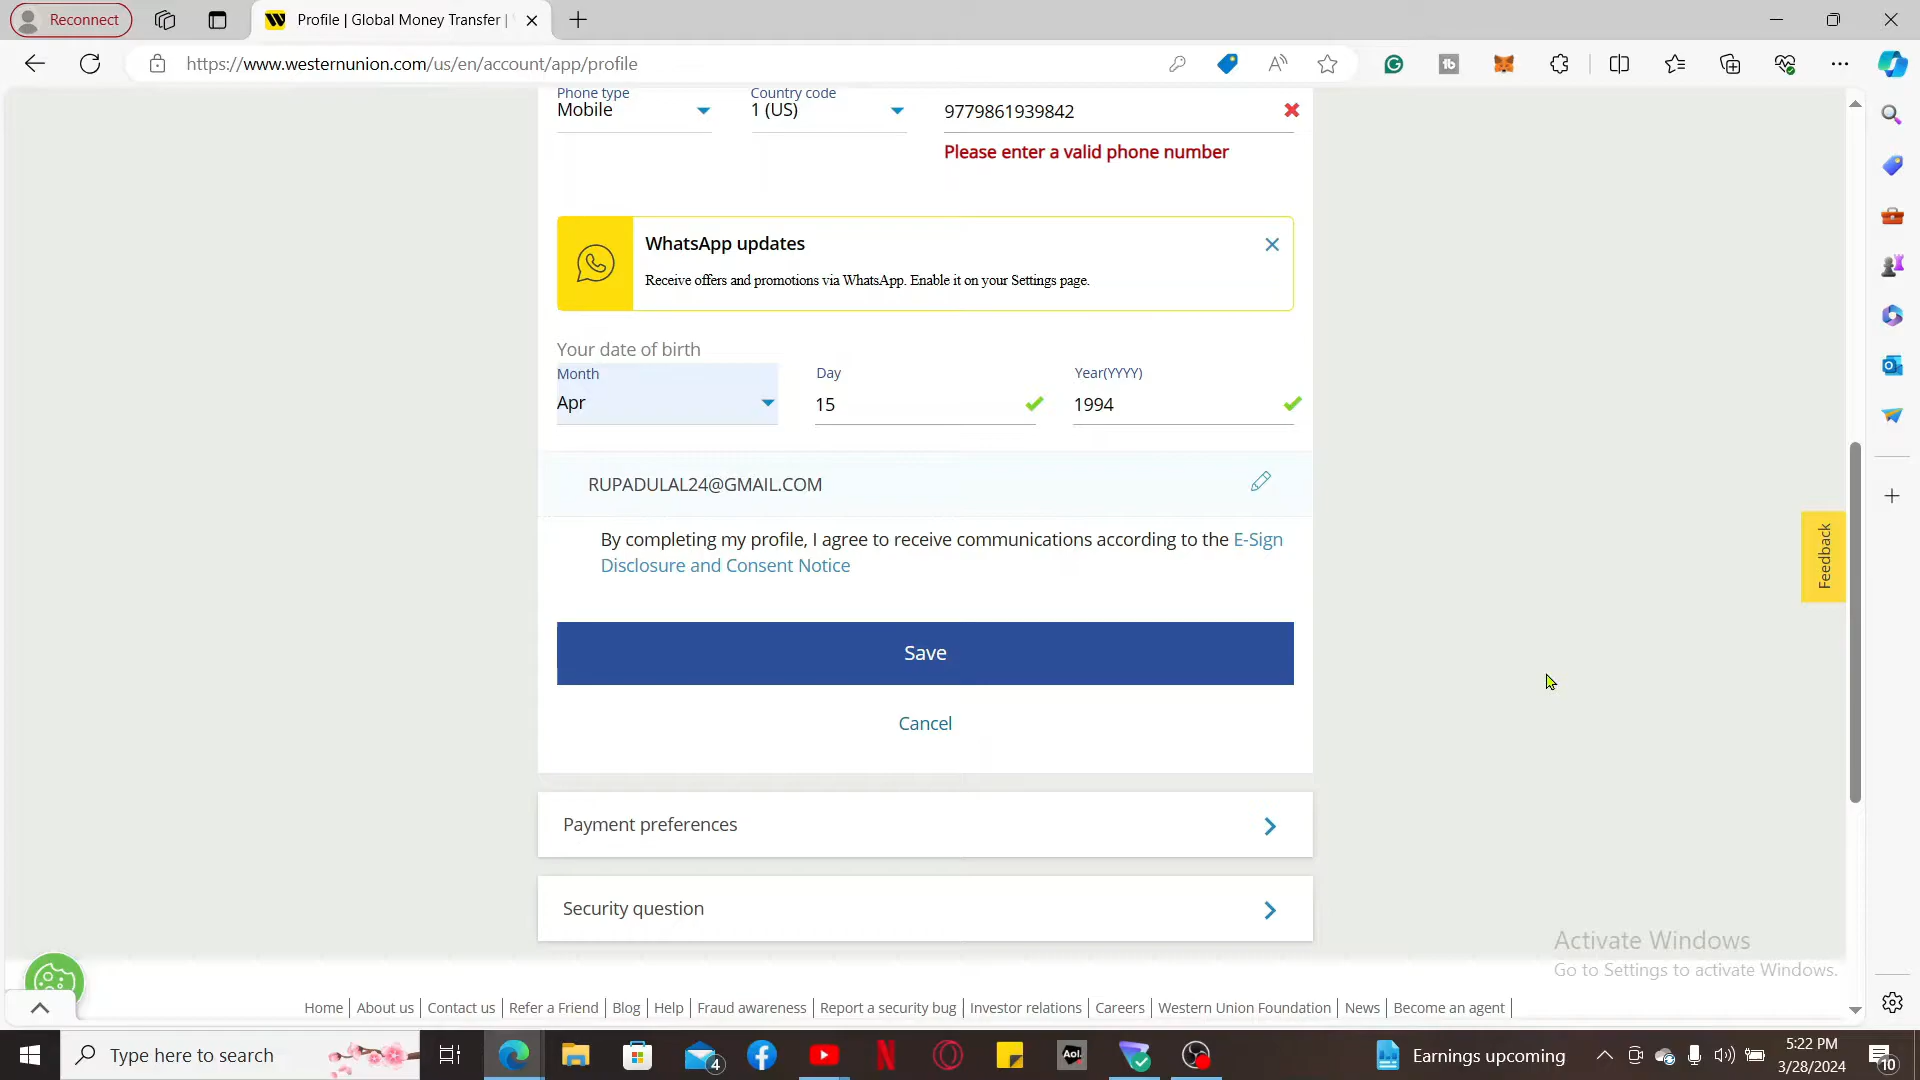 Reconnect
Profile | Global Money Transfer |
https://www.westernunion.com/us/en/account/app/profile
Phone type
Country code
Mobile
1 (US)
9779861939842
Please enter a valid phone number
WhatsApp updates
Receive offers and promotions via WhatsApp. Enable it on your Settings page.
Your date of birth
Month
Day
Year(YYYY)
Apr
15
1994
RUPADULAL24@GMAIL.COM
By completing my profile, I agree to receive communications according to the E-Sign
Disclosure and Consent Notice
Feedback
Save
Cancel
Payment preferences
Security question
Activate Windows
Go to Settings to activate Windows.
Home | About us | Contact us | Refer a Friend | Blog | Help | Fraud awareness | Report a security bug | Investor relations | Careers | Western Union Foundation | News | Become an agent |
Type here to search
4
Aol.
Earnings upcoming
5:22 PM
3/28/2024
10